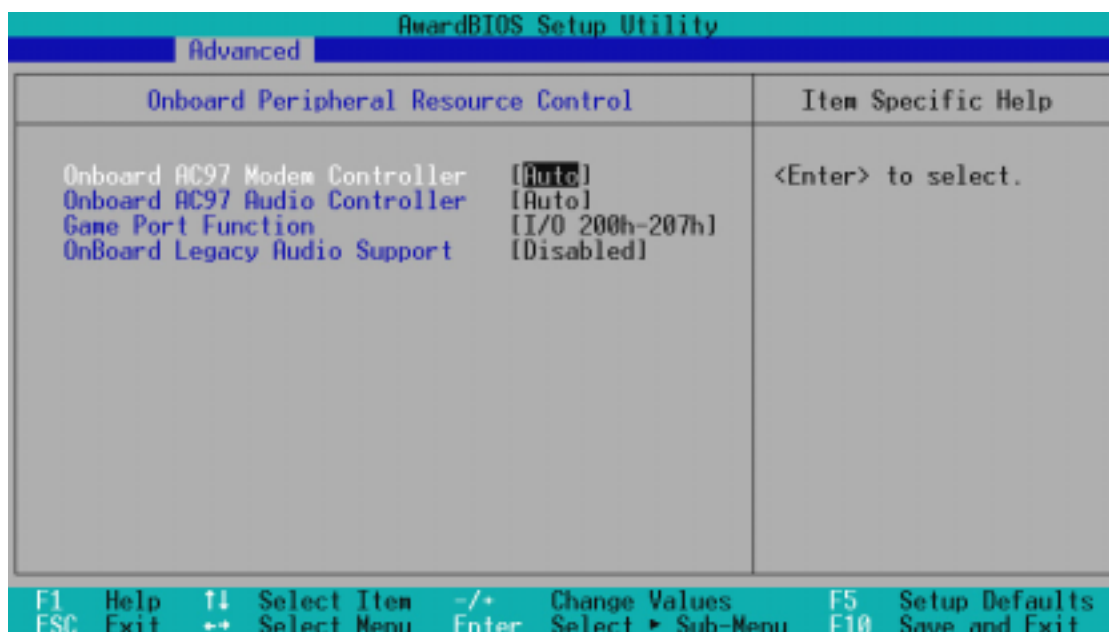 AwardBIOS Setup Utility
Advanced
Onboard Peripheral Resource Control
Item Specific Help
Onboard AC97 Modem Controller [Auto]
Onboard AC97 Audio Controller [Auto]
Game Port Function [I/O 200h-207h]
OnBoard Legacy Audio Support [Disabled]
<Enter> to select.
F1 Help ↑↓ Select Item -/+ Change Values F5 Setup Defaults
ESC Exit ←→ Select Menu Enter Select ► Sub-Menu F10 Save and Exit